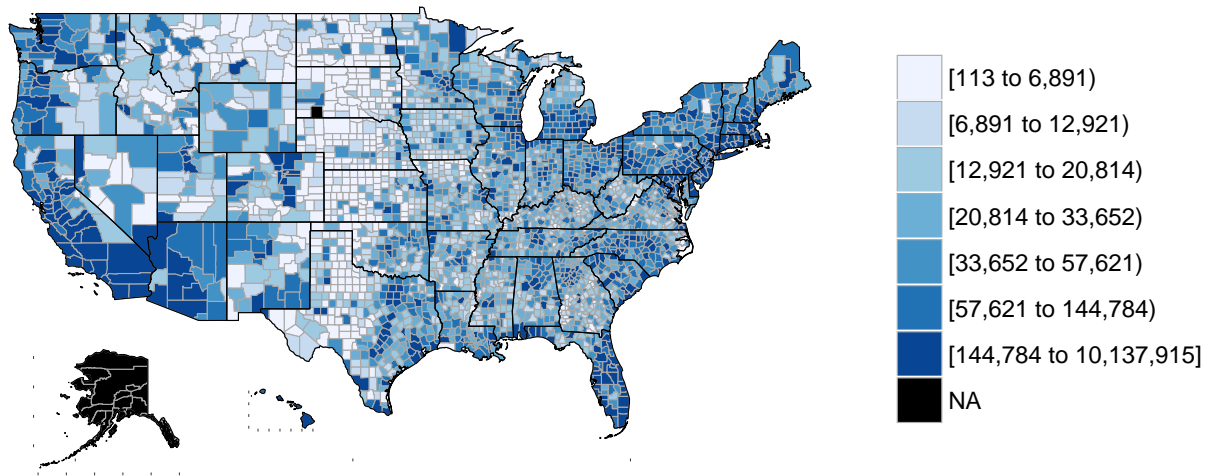 [113 to 6,891)
[6,891 to 12,921)
[12,921 to 20,814)
[20,814 to 33,652)
[33,652 to 57,621)
[57,621 to 144,784)
[144,784 to 10,137,915]
NA